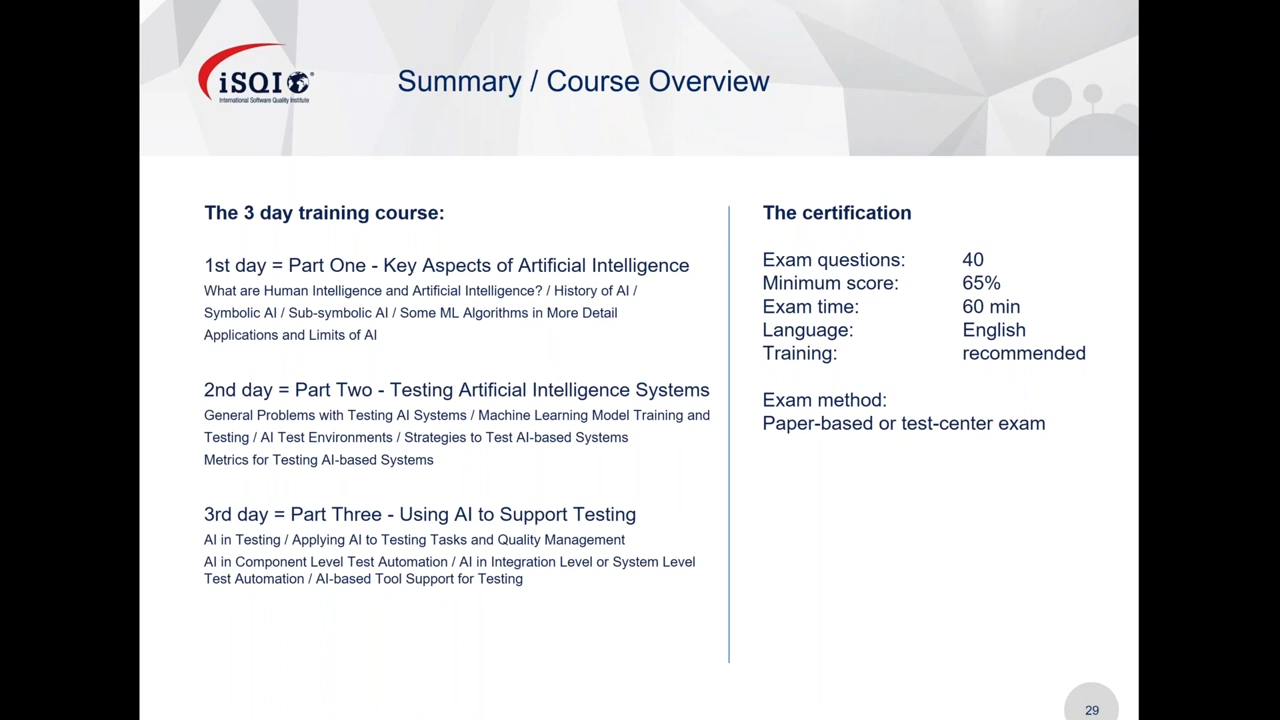 iSQI
International Software Quality Institute
Summary / Course Overview
The 3 day training course:
1st day = Part One - Key Aspects of Artificial Intelligence
What are Human Intelligence and Artificial Intelligence? / History of AI /
Symbolic AI / Sub-symbolic AI / Some ML Algorithms in More Detail
Applications and Limits of AI
2nd day = Part Two - Testing Artificial Intelligence Systems
General Problems with Testing AI Systems / Machine Learning Model Training and
Testing / AI Test Environments / Strategies to Test AI-based Systems
Metrics for Testing AI-based Systems
3rd day = Part Three - Using AI to Support Testing
AI in Testing / Applying AI to Testing Tasks and Quality Management
AI in Component Level Test Automation / AI in Integration Level or System Level
Test Automation / AI-based Tool Support for Testing
The certification
Exam questions: 40
Minimum score: 65%
Exam time: 60 min
Language: English
Training: recommended
Exam method:
Paper-based or test-center exam
29